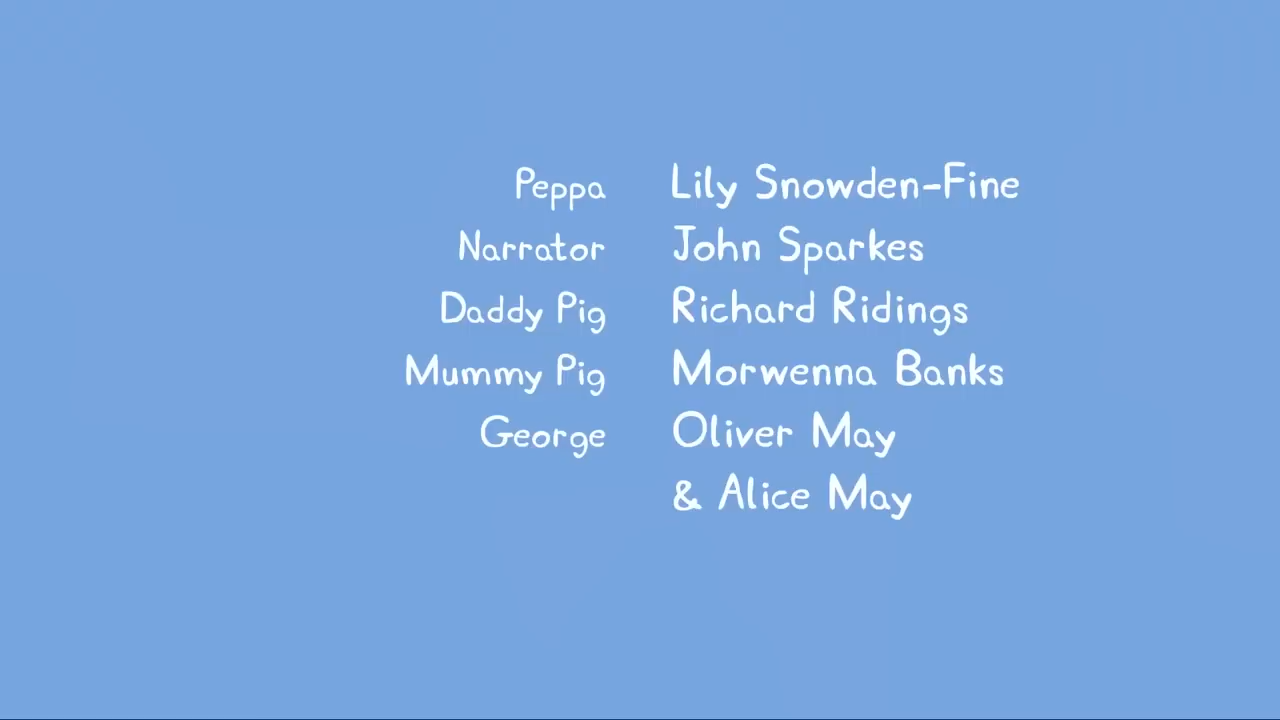 Peppa Lily Snowden-Fine
Narrator John Sparkes
Daddy Pig Richard Ridings
Mummy Pig Morwenna Banks
George Oliver May
& Alice May